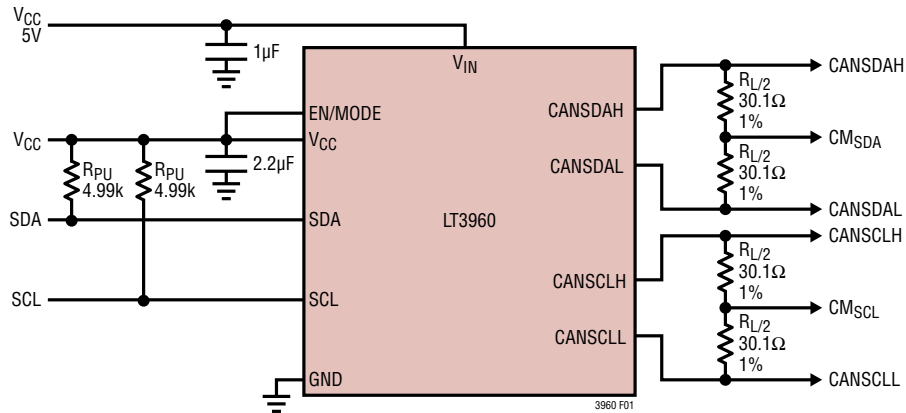 VCC
5V
1µF
VIN
EN/MODE
VCC
VCC
2.2µF
RPU
4.99k
RPU
4.99k
SDA
SDA
SCL
SCL
GND
LT3960
CANSDAH
CANSDAL
CANSCLH
CANSCLL
CANSDAH
RL/2
30.1Ω
1%
CMSDA
RL/2
30.1Ω
1%
CANSDAL
CANSCLH
RL/2
30.1Ω
1%
CMSCL
RL/2
30.1Ω
1%
CANSCLL
3960 F01